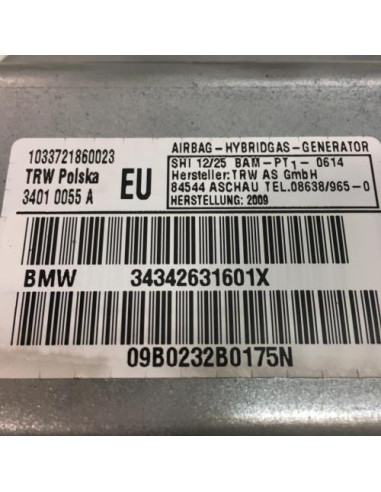 1033721860023
TRW Polska
3401 0055 A
EU
AIRBAG-HYBRIDGAS-GENERATOR
SHI 12/25 BAM-PT1-0614
Hersteller:TRW AS GmbH
84544 ASCHAU TEL.08638/965-0
HERSTELLUNG: 2009
BMW 34342631601X
09B0232B0175N